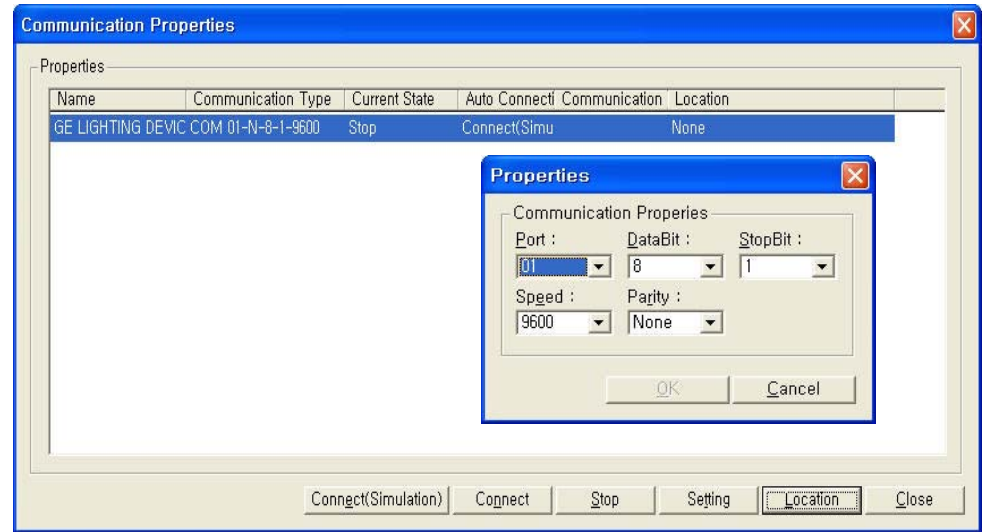 Communication Properties
Properties
Name Communication Type Current State Auto Connecti Communication Location
GE LIGHTING DEVIC COM 01-N-8-1-9600 Stop Connect(Simu None
Properties
Communication Properies
Port : DataBit : StopBit :
01 8 1
Speed : Parity :
9600 None
OK Cancel
Connect(Simulation) Connect Stop Setting Location Close